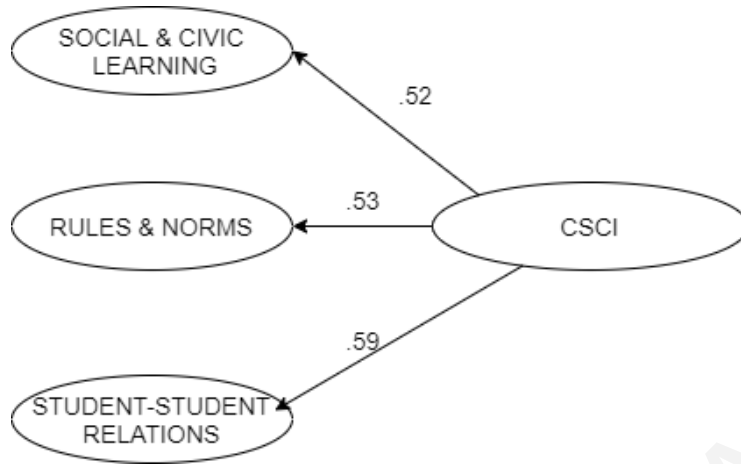 SOCIAL & CIVIC
LEARNING
.52
RULES & NORMS
.53
CSCI
.59
STUDENT-STUDENT
RELATIONS